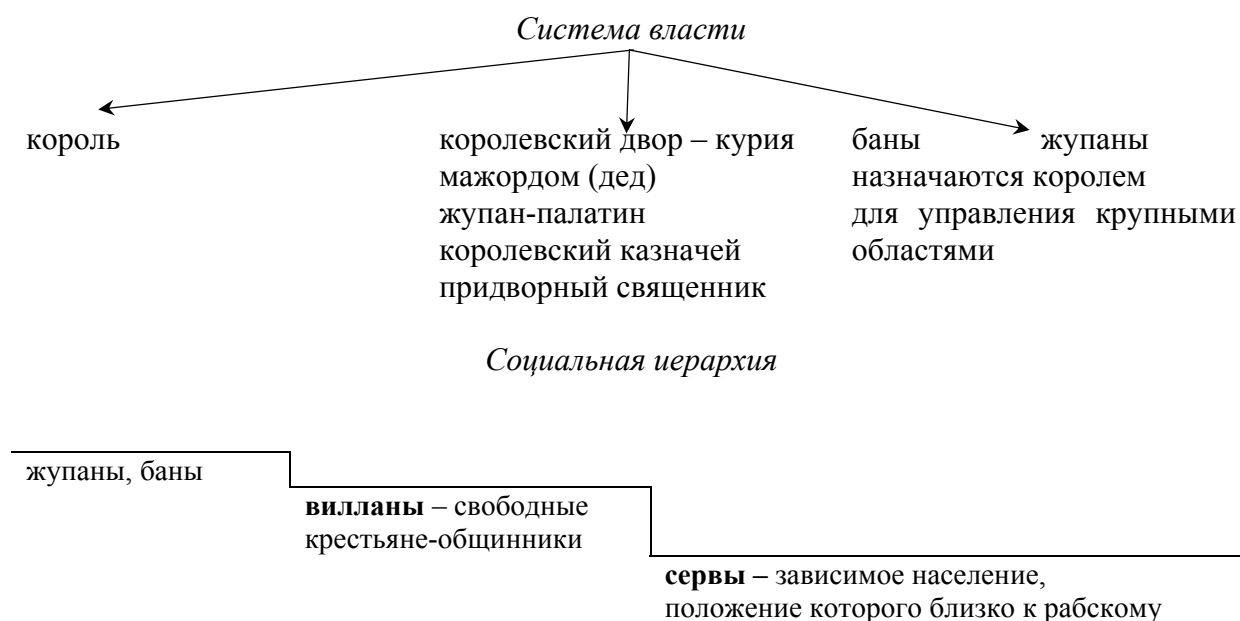 Система власти
король
королевский двор – курия
мажордом (дед)
жупан-палатин
королевский казначей
придворный священник
баны жупаны
назначаются королем
для управления крупными
областями
Социальная иерархия
жупаны, баны
вилланы – свободные
крестьяне-общинники
сервы – зависимое население,
положение которого близко к рабскому